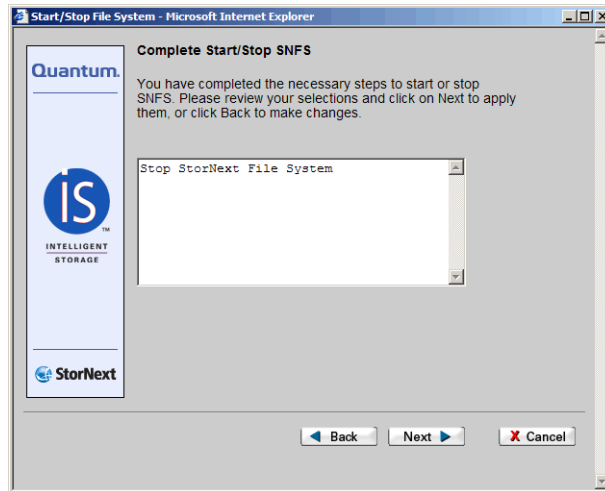 Start/Stop File System - Microsoft Internet Explorer
Quantum.
Complete Start/Stop SNFS
You have completed the necessary steps to start or stop
SNFS. Please review your selections and click on Next to apply
them, or click Back to make changes.
Stop StorNext File System
iS
TM
INTELLIGENT
STORAGE
StorNext
Back
Next
X Cancel